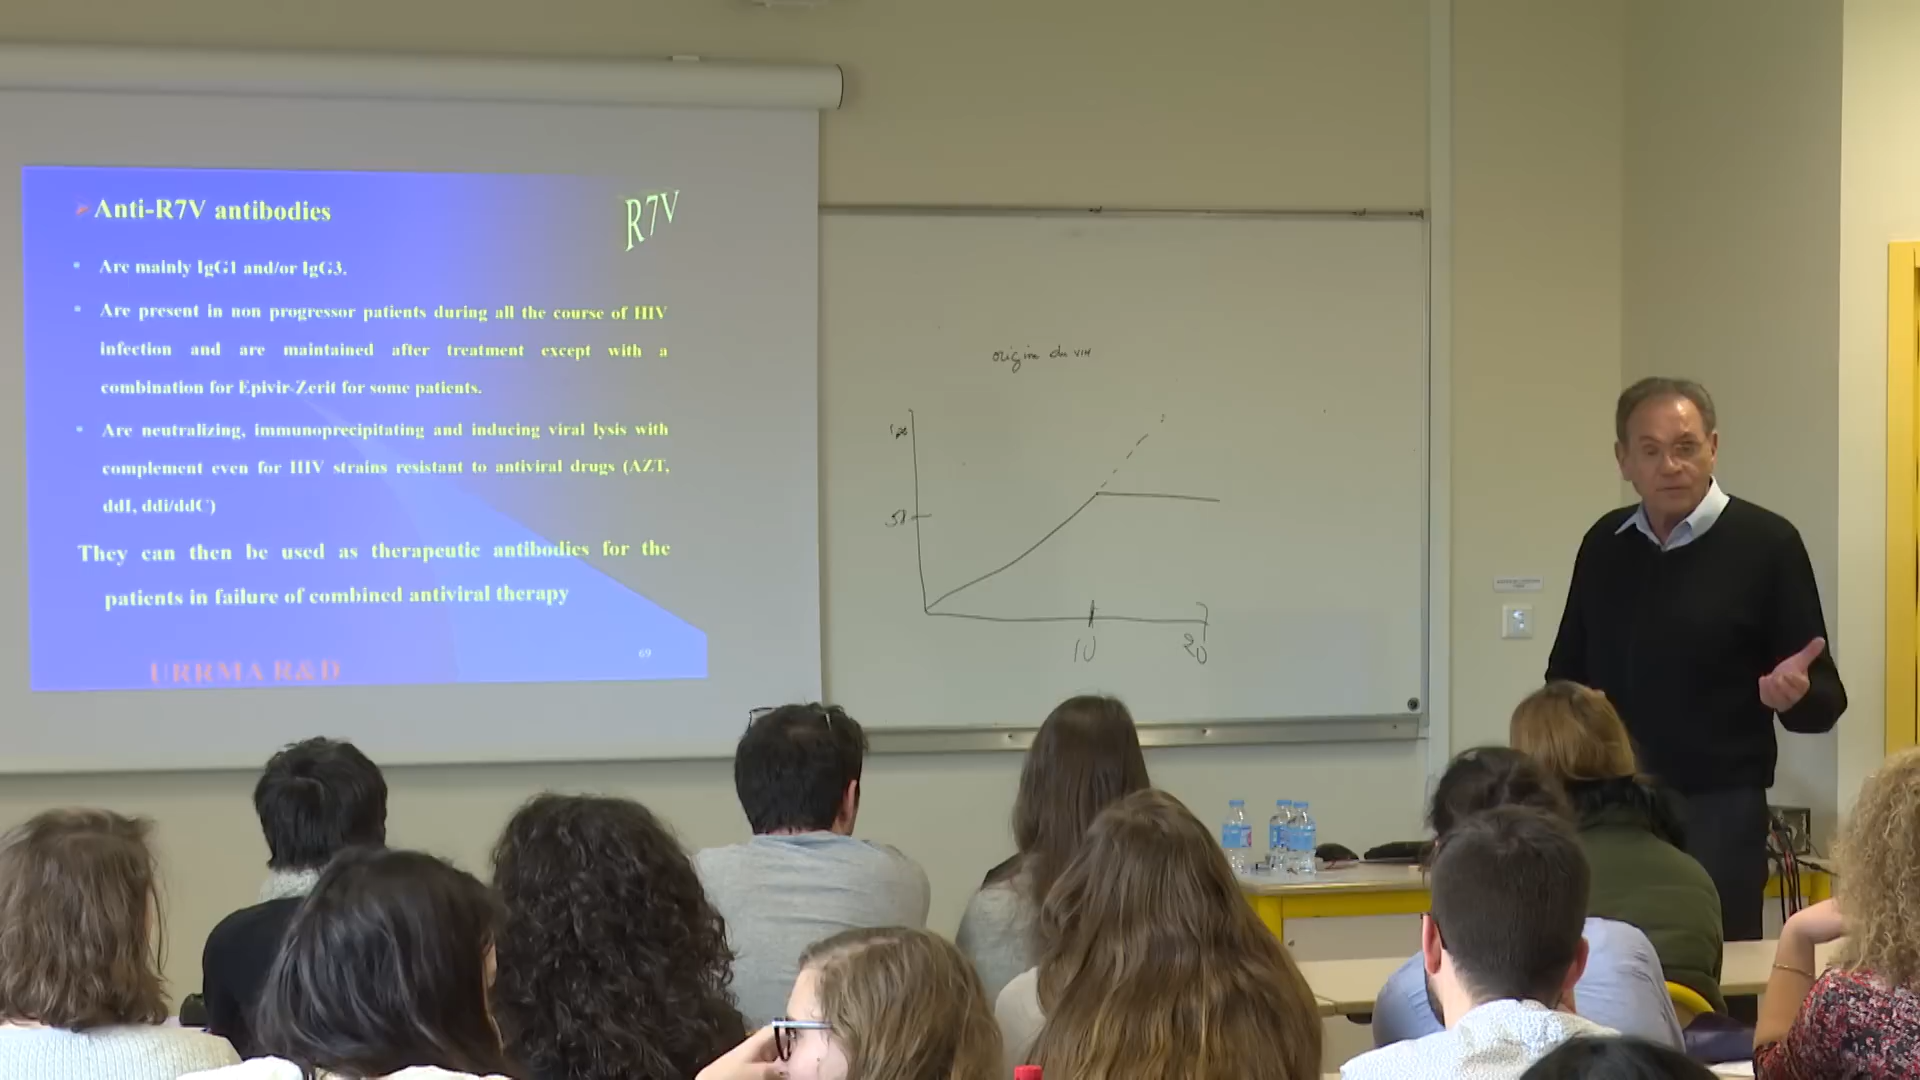 Anti-R7V antibodies
R7V
Are mainly IgG1 and/or IgG3.
Are present in non progressor patients during all the course of HIV
infection and are maintained after treatment except with a
combination for Epivir-Zerit for some patients.
Are neutralizing, immunoprecipitating and inducing viral lysis with
complement even for HIV strains resistant to antiviral drugs (AZT,
ddI, ddi/ddC)
They can then be used as therapeutic antibodies for the
patients in failure of combined antiviral therapy
69
URRMA R&D
origine du VIH
10
20